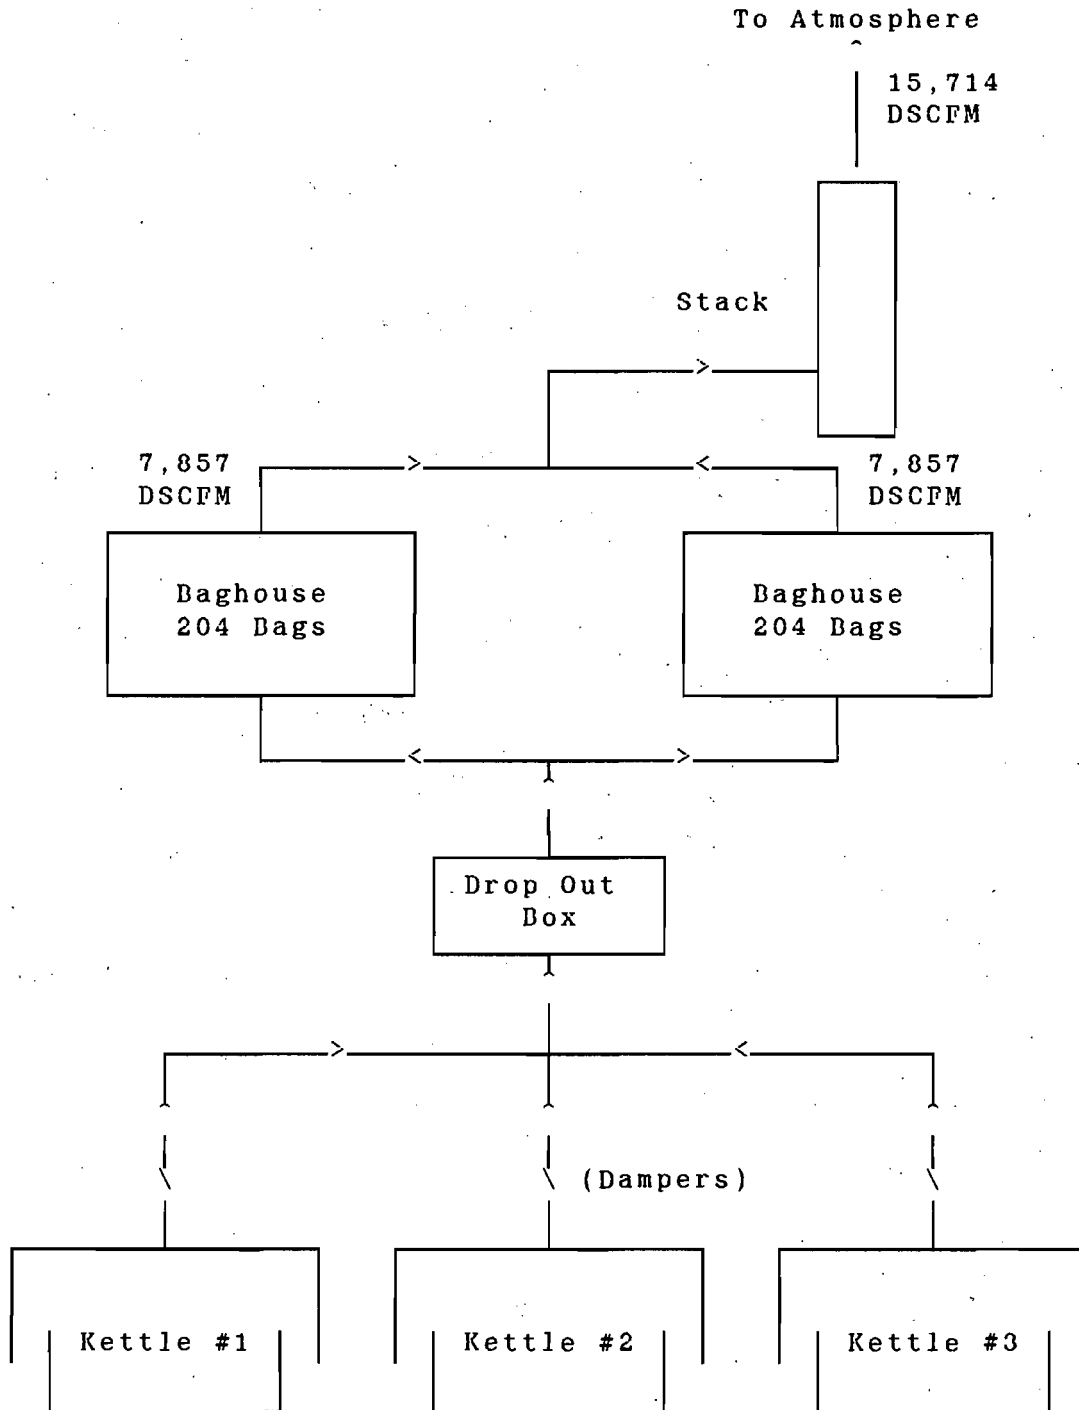 To Atmosphere
15,714
DSCFM
Stack
7,857
DSCFM
7,857
DSCFM
Baghouse
204 Bags
Baghouse
204 Bags
Drop Out
Box
(Dampers)
Kettle #1
Kettle #2
Kettle #3